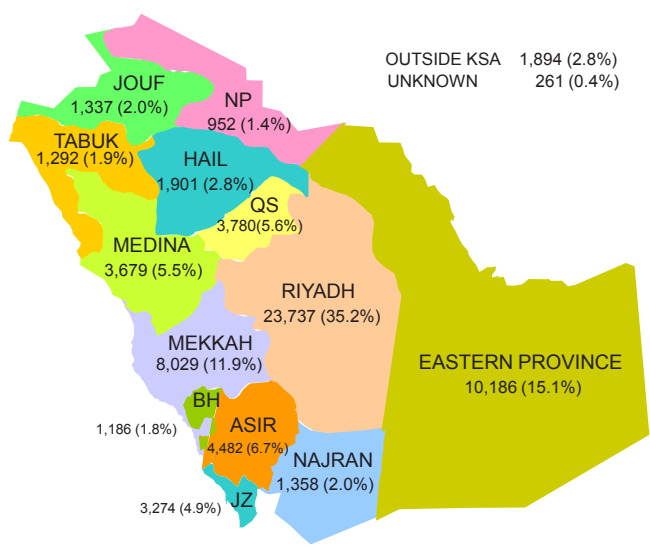 OUTSIDE KSA 1,894 (2.8%)
UNKNOWN 261 (0.4%)
JOUF
1,337 (2.0%)
NP
952 (1.4%)
TABUK
1,292 (1.9%)
HAIL
1,901 (2.8%)
QS
3,780(5.6%)
MEDINA
3,679 (5.5%)
RIYADH
23,737 (35.2%)
MEKKAH
8,029 (11.9%)
EASTERN PROVINCE
10,186 (15.1%)
BH
1,186 (1.8%)
ASIR
4,482 (6.7%)
NAJRAN
1,358 (2.0%)
JZ
3,274 (4.9%)